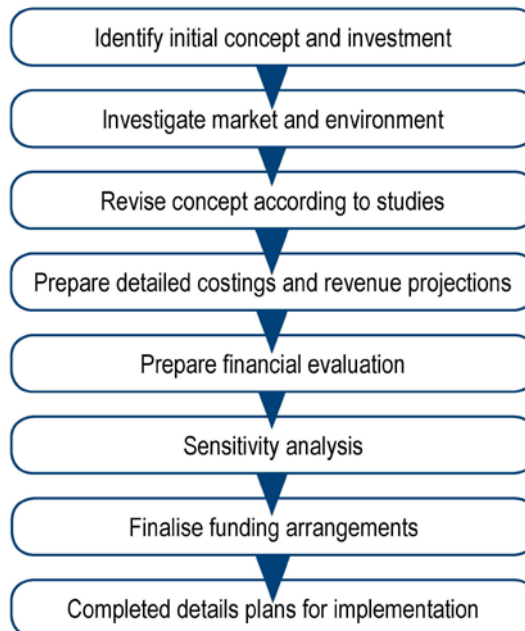 Identify initial concept and investment
Investigate market and environment
Revise concept according to studies
Prepare detailed costings and revenue projections
Prepare financial evaluation
Sensitivity analysis
Finalise funding arrangements
Completed details plans for implementation